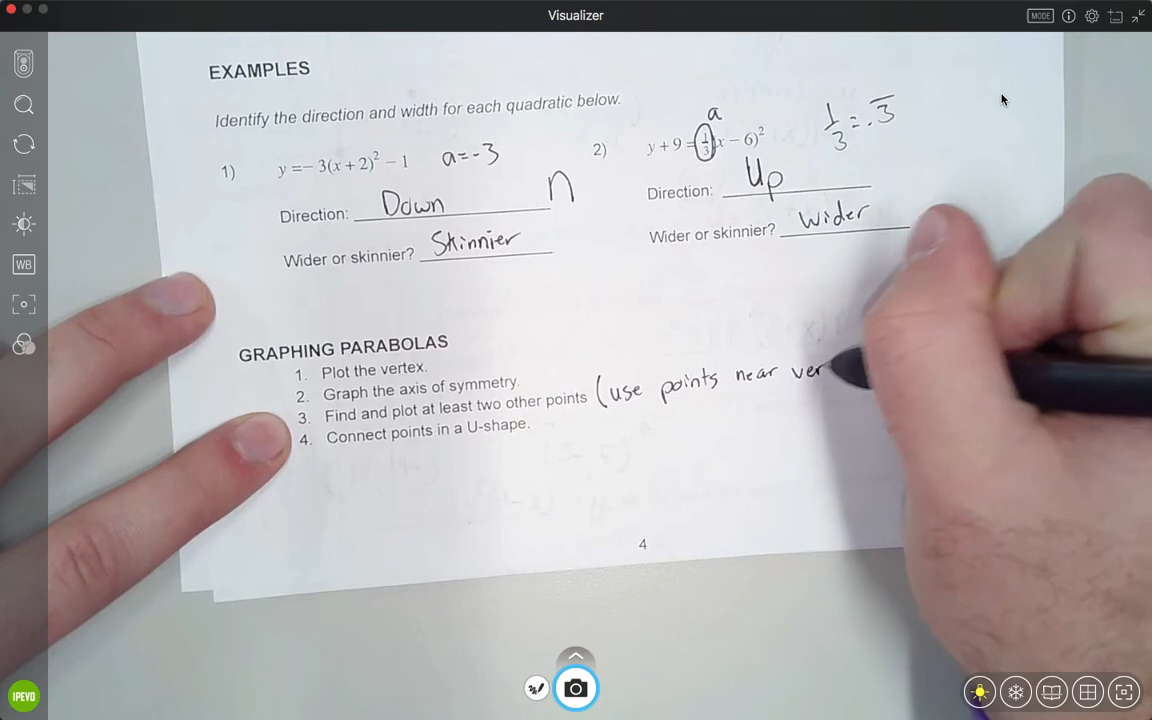 Visualizer
MODE
EXAMPLES
Identify the direction and width for each quadratic below.
1) y = – 3(x + 2)² – 1 a = -3
Direction: Down
Wider or skinnier? Skinnier
2) y + 9 = 1/3(x – 6)² a 1/3 = .3̅
Direction: Up
Wider or skinnier? Wider
GRAPHING PARABOLAS
1. Plot the vertex.
2. Graph the axis of symmetry.
3. Find and plot at least two other points (use points near ver
4. Connect points in a U-shape.
4
WB
IPEVO